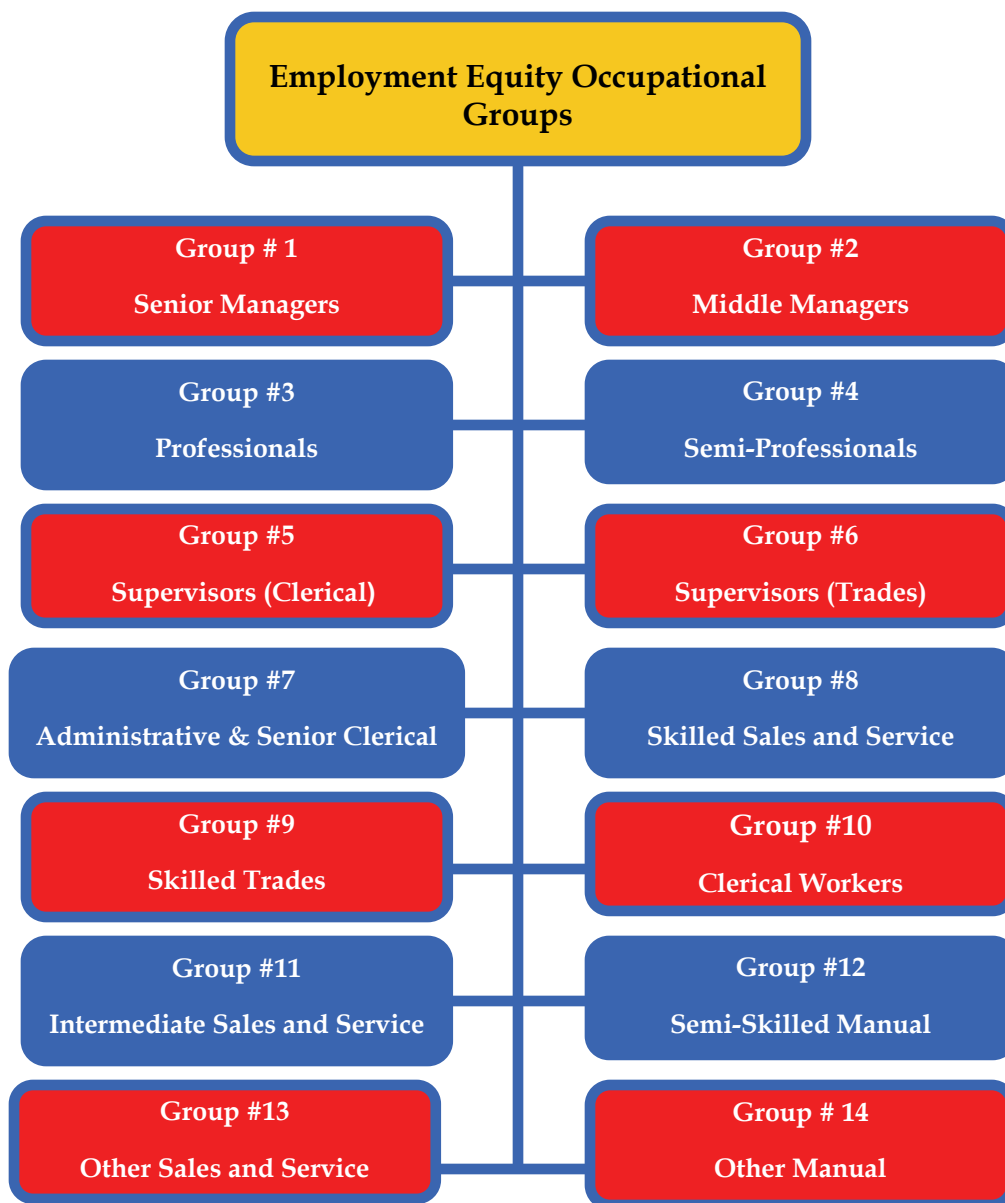 Employment Equity Occupational
Groups
Group # 1
Senior Managers
Group #2
Middle Managers
Group #3
Professionals
Group #4
Semi-Professionals
Group #5
Supervisors (Clerical)
Group #6
Supervisors (Trades)
Group #7
Administrative & Senior Clerical
Group #8
Skilled Sales and Service
Group #9
Skilled Trades
Group #10
Clerical Workers
Group #11
Intermediate Sales and Service
Group #12
Semi-Skilled Manual
Group #13
Other Sales and Service
Group # 14
Other Manual